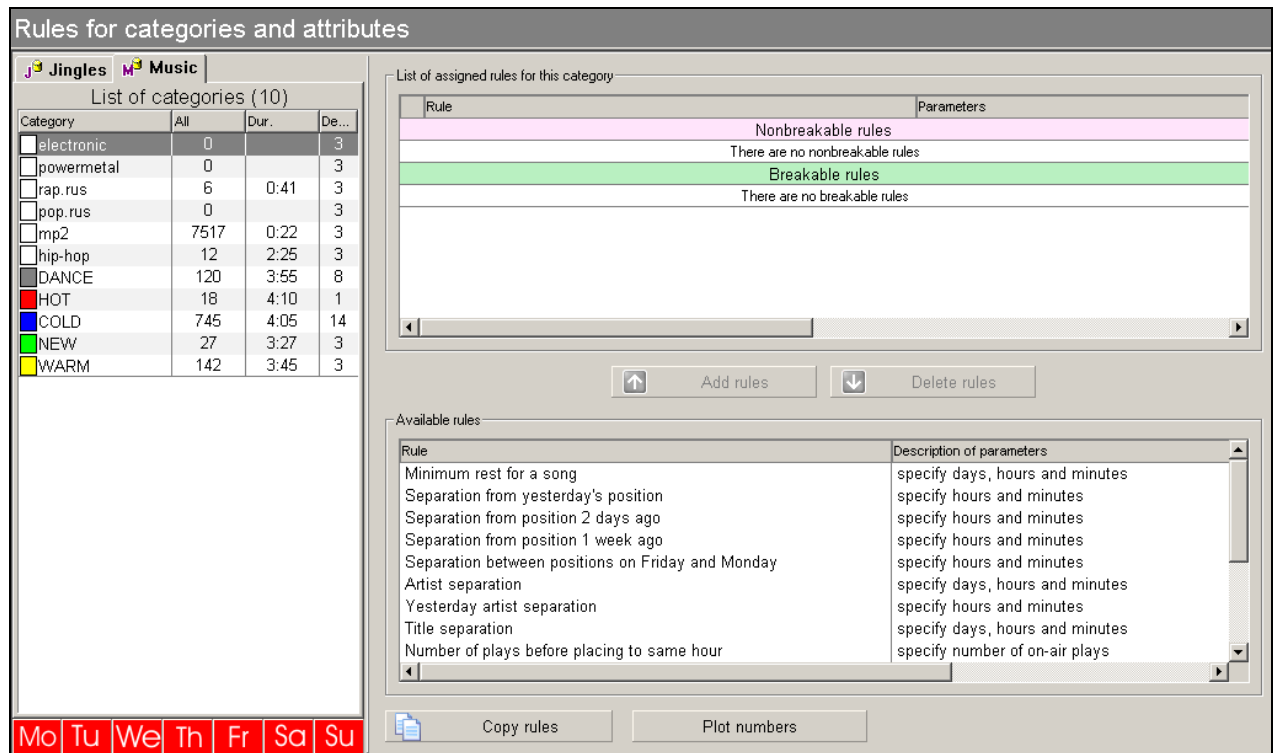 Rules for categories and attributes
J Jingles M Music
List of categories (10)
Category All Dur. De...
electronic 0 3
powermetal 0 3
rap.rus 6 0:41 3
pop.rus 0 3
mp2 7517 0:22 3
hip-hop 12 2:25 3
DANCE 120 3:55 8
HOT 18 4:10 1
COLD 745 4:05 14
NEW 27 3:27 3
WARM 142 3:45 3
Mo Tu We Th Fr Sa Su
List of assigned rules for this category
Rule Parameters
Nonbreakable rules
There are no nonbreakable rules
Breakable rules
There are no breakable rules
Add rules Delete rules
Available rules
Rule Description of parameters
Minimum rest for a song specify days, hours and minutes
Separation from yesterday's position specify hours and minutes
Separation from position 2 days ago specify hours and minutes
Separation from position 1 week ago specify hours and minutes
Separation between positions on Friday and Monday specify hours and minutes
Artist separation specify days, hours and minutes
Yesterday artist separation specify hours and minutes
Title separation specify days, hours and minutes
Number of plays before placing to same hour specify number of on-air plays
Copy rules Plot numbers